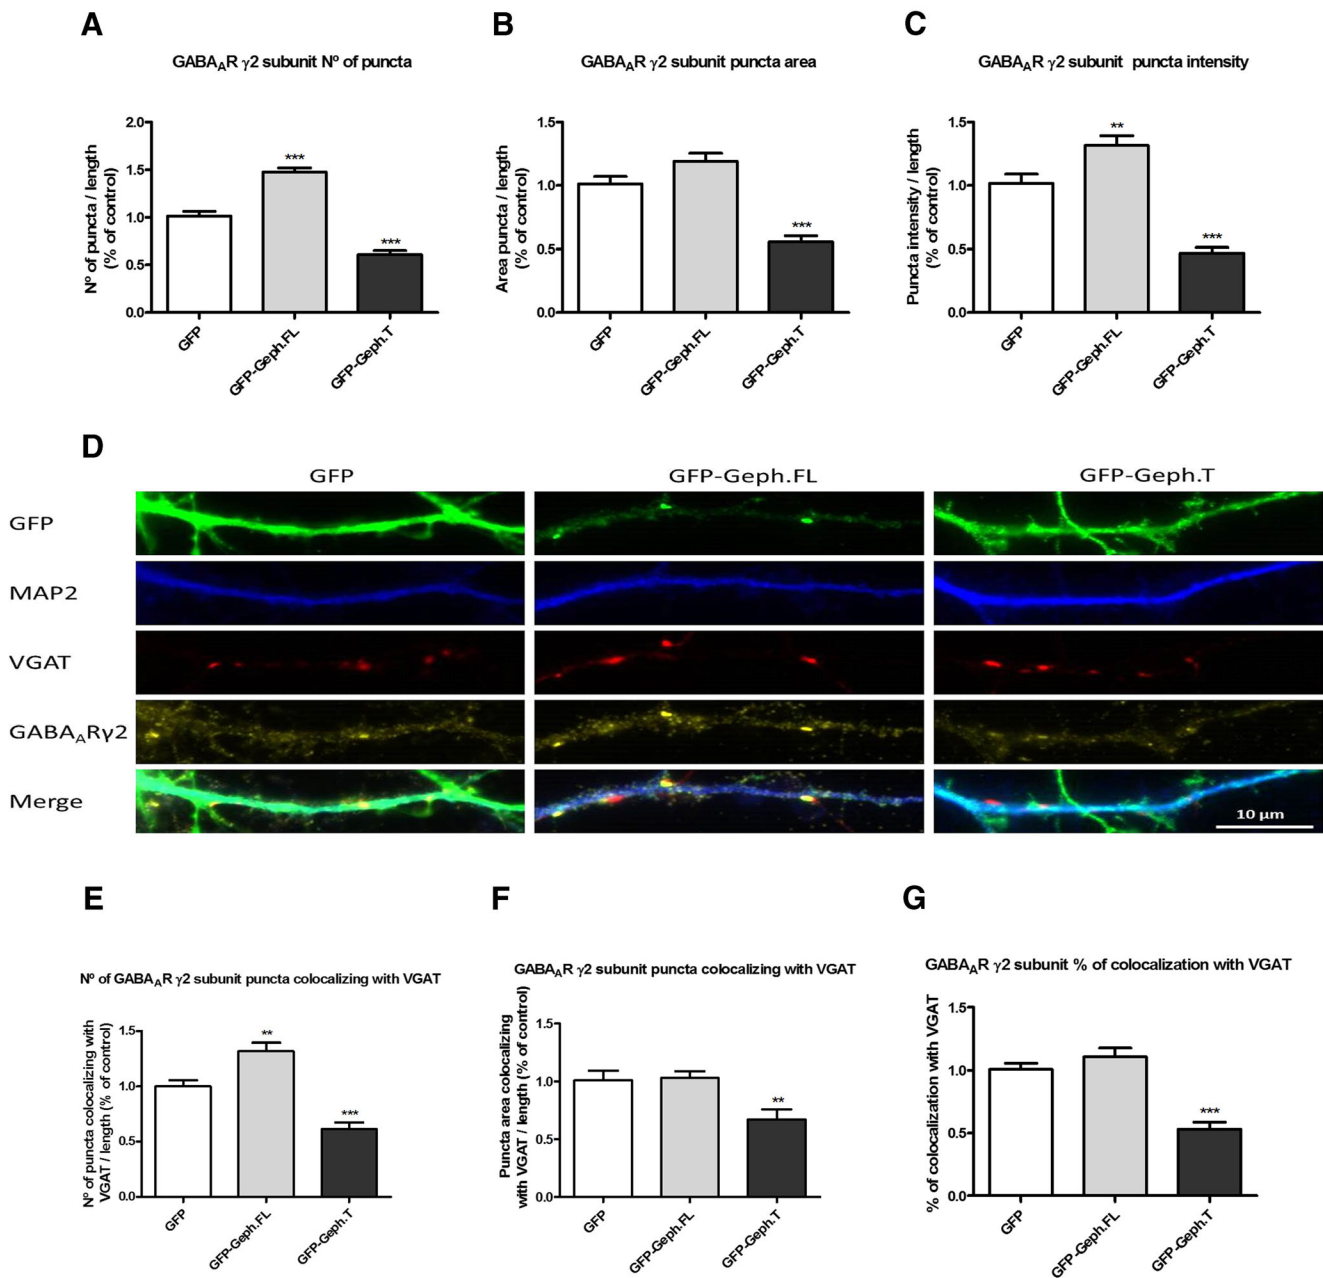 A
B
C
GABA_AR γ2 subunit Nº of puncta
GABA_AR γ2 subunit puncta area
GABA_AR γ2 subunit puncta intensity
Nº of puncta / length
(% of control)
2.0
1.5
1.0
0.5
0.0
***
***
GFP
GFP-Geph.FL
GFP-Geph.T
Area puncta / length
(% of control)
1.5
1.0
0.5
0.0
***
GFP
GFP-Geph.FL
GFP-Geph.T
Puncta intensity / length
(% of control)
1.5
1.0
0.5
0.0
**
***
GFP
GFP-Geph.FL
GFP-Geph.T
D
GFP
GFP-Geph.FL
GFP-Geph.T
GFP
MAP2
VGAT
GABA_ARγ2
Merge
10 µm
E
F
G
Nº of GABA_AR γ2 subunit puncta colocalizing with VGAT
GABA_AR γ2 subunit puncta colocalizing with VGAT
GABA_AR γ2 subunit % of colocalization with VGAT
Nº of puncta colocalizing with
VGAT / length (% of control)
1.5
1.0
0.5
0.0
**
***
GFP
GFP-Geph.FL
GFP-Geph.T
Puncta area colocalizing
with VGAT / length (% of control)
1.5
1.0
0.5
0.0
**
GFP
GFP-Geph.FL
GFP-Geph.T
% of colocalization with VGAT
1.5
1.0
0.5
0.0
***
GFP
GFP-Geph.FL
GFP-Geph.T